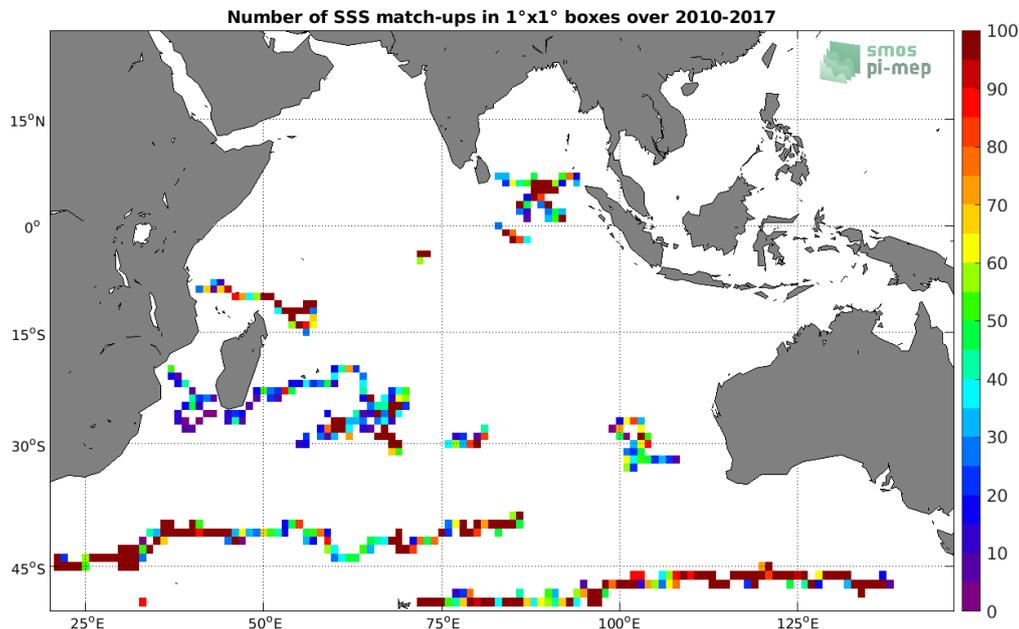 Number of SSS match-ups in 1°x1° boxes over 2010-2017
smos
pi-mep
15°N
0°
15°S
30°S
45°S
25°E
50°E
75°E
100°E
125°E
100
90
80
70
60
50
40
30
20
10
0